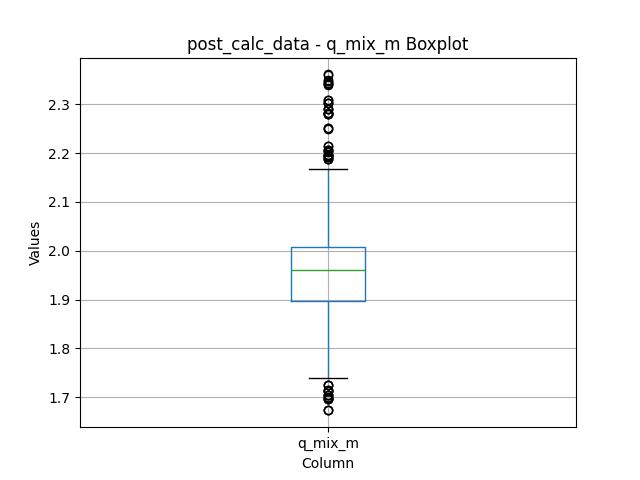 post_calc_data - q_mix_m Boxplot
2.3
2.2
2.1
2.0
1.9
1.8
1.7
Values
q_mix_m
Column